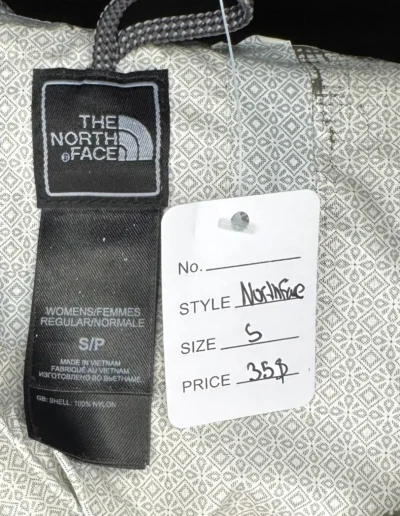 THE
NORTH
FACE
WOMENS/FEMMES
REGULAR/NORMALE
S/P
MADE IN VIETNAM
FABRIQUÉ AU VIETNAM
ИЗГОТОВЛЕНО ВО ВЬЕТНАМЕ
GB: SHELL: 100% NYLON
No.
STYLE Northface
SIZE S
PRICE 35$